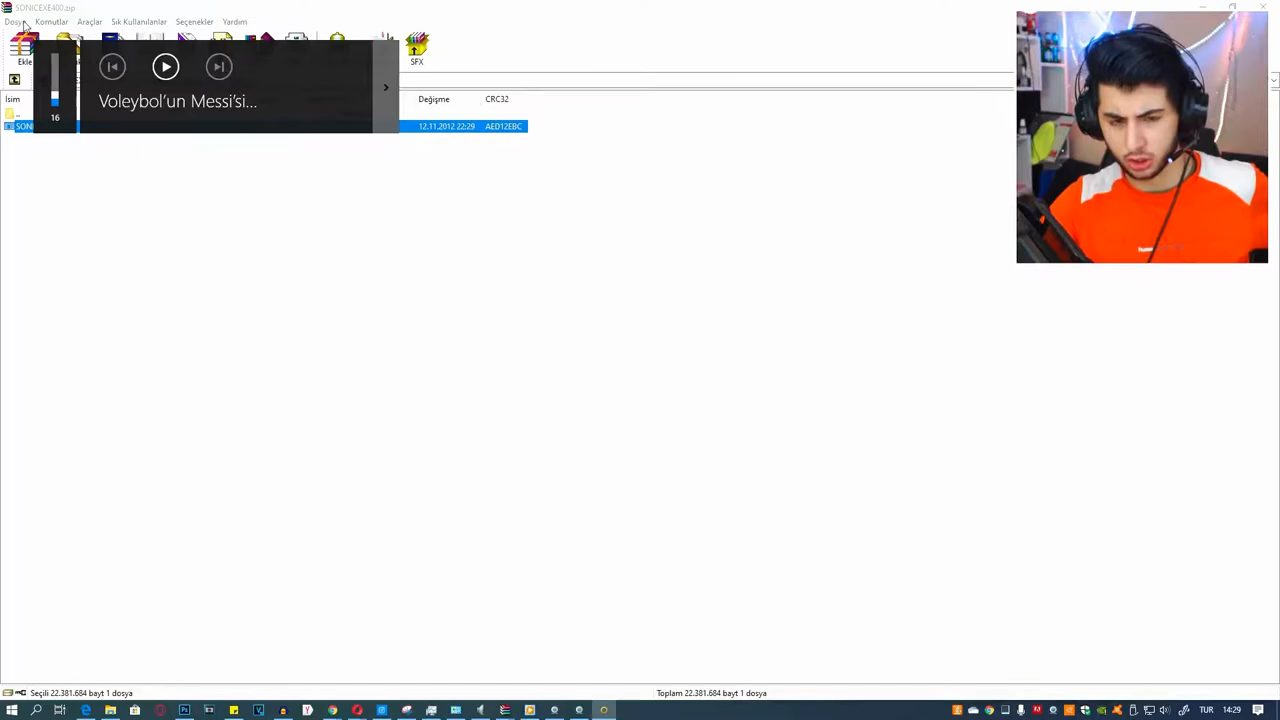 SONICEXE400.zip
Dosya Komutlar Araçlar Sık Kullanılanlar Seçenekler Yardım
Ekle
SFX
16
Voleybol'un Messi'si...
İsim
Değişme CRC32
..
SONI
12.11.2012 22:29 AED12EBC
Seçili 22.381.684 bayt 1 dosya
Toplam 22.381.684 bayt 1 dosya
TUR 14:29